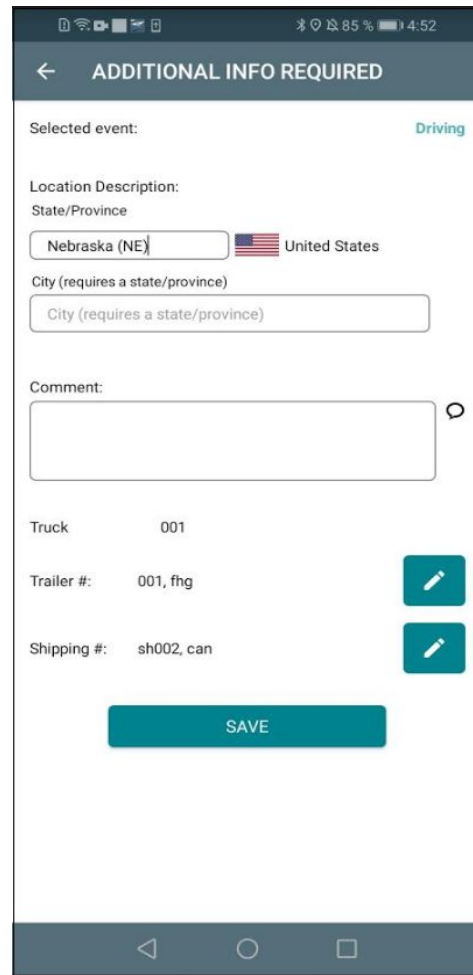 85 % 4:52
ADDITIONAL INFO REQUIRED
Selected event: Driving
Location Description:
State/Province
Nebraska (NE) United States
City (requires a state/province)
City (requires a state/province)
Comment:
Truck 001
Trailer #: 001, fhg
Shipping #: sh002, can
SAVE